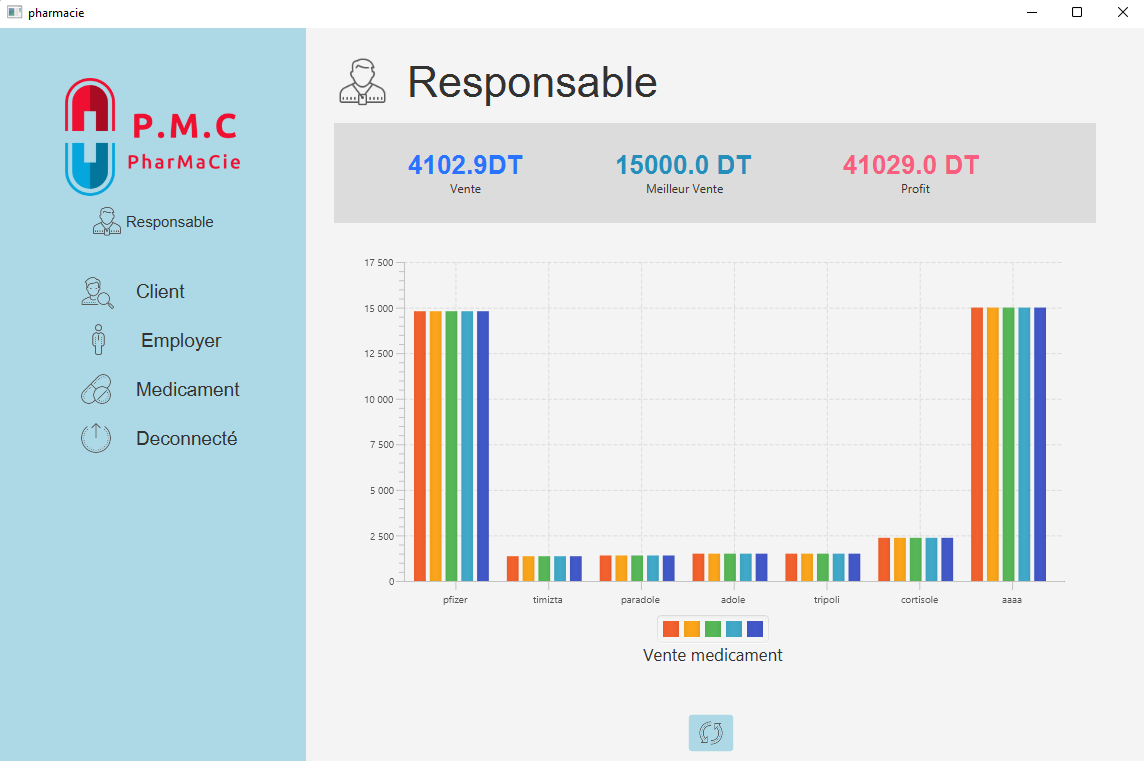 pharmacie
P.M.C
PharMaCie
Responsable
Client
Employer
Medicament
Deconnecté
Responsable
4102.9DT
Vente
15000.0 DT
Meilleur Vente
41029.0 DT
Profit
17 500
15 000
12 500
10 000
7 500
5 000
2 500
0
pfizer timizta paradole adole tripoli cortisole aaaa
Vente medicament